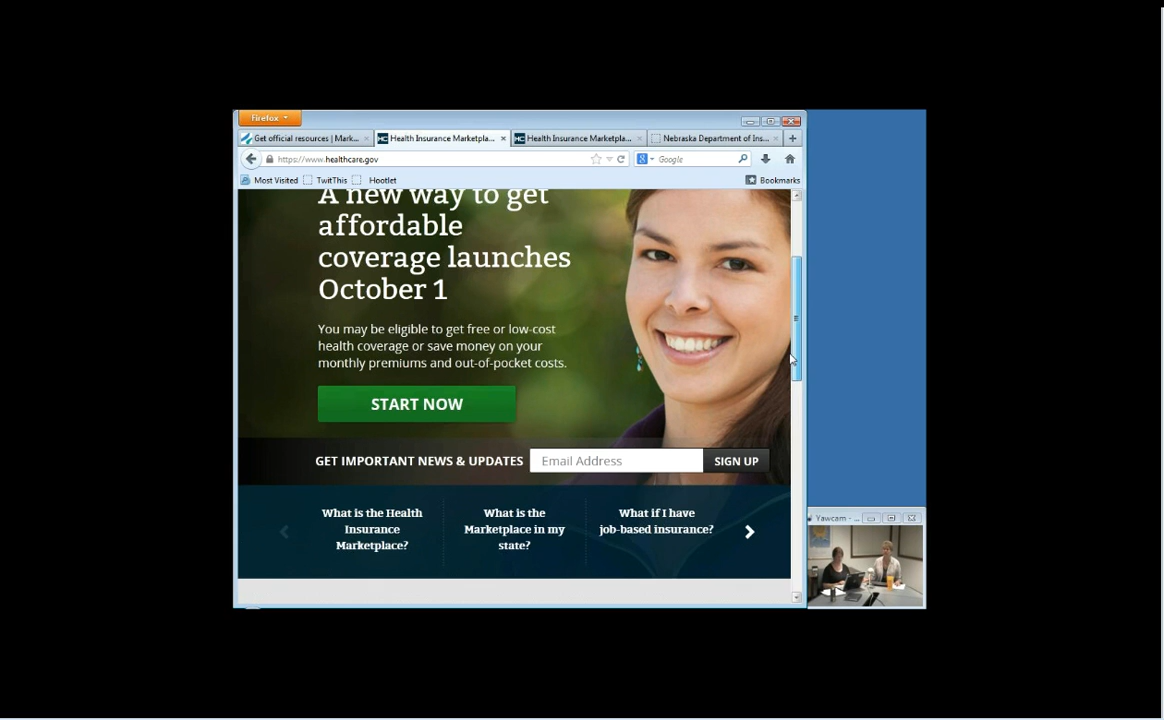 Firefox
Get official resources | Mark...
Health Insurance Marketpla...
Health Insurance Marketpla...
Nebraska Department of Ins...
https://www.healthcare.gov
Google
Most Visited
TwitThis
Hootlet
Bookmarks
A new way to get
affordable
coverage launches
October 1
You may be eligible to get free or low-cost
health coverage or save money on your
monthly premiums and out-of-pocket costs.
START NOW
GET IMPORTANT NEWS & UPDATES
Email Address
SIGN UP
What is the Health
Insurance
Marketplace?
What is the
Marketplace in my
state?
What if I have
job-based insurance?
Yawcam - ...